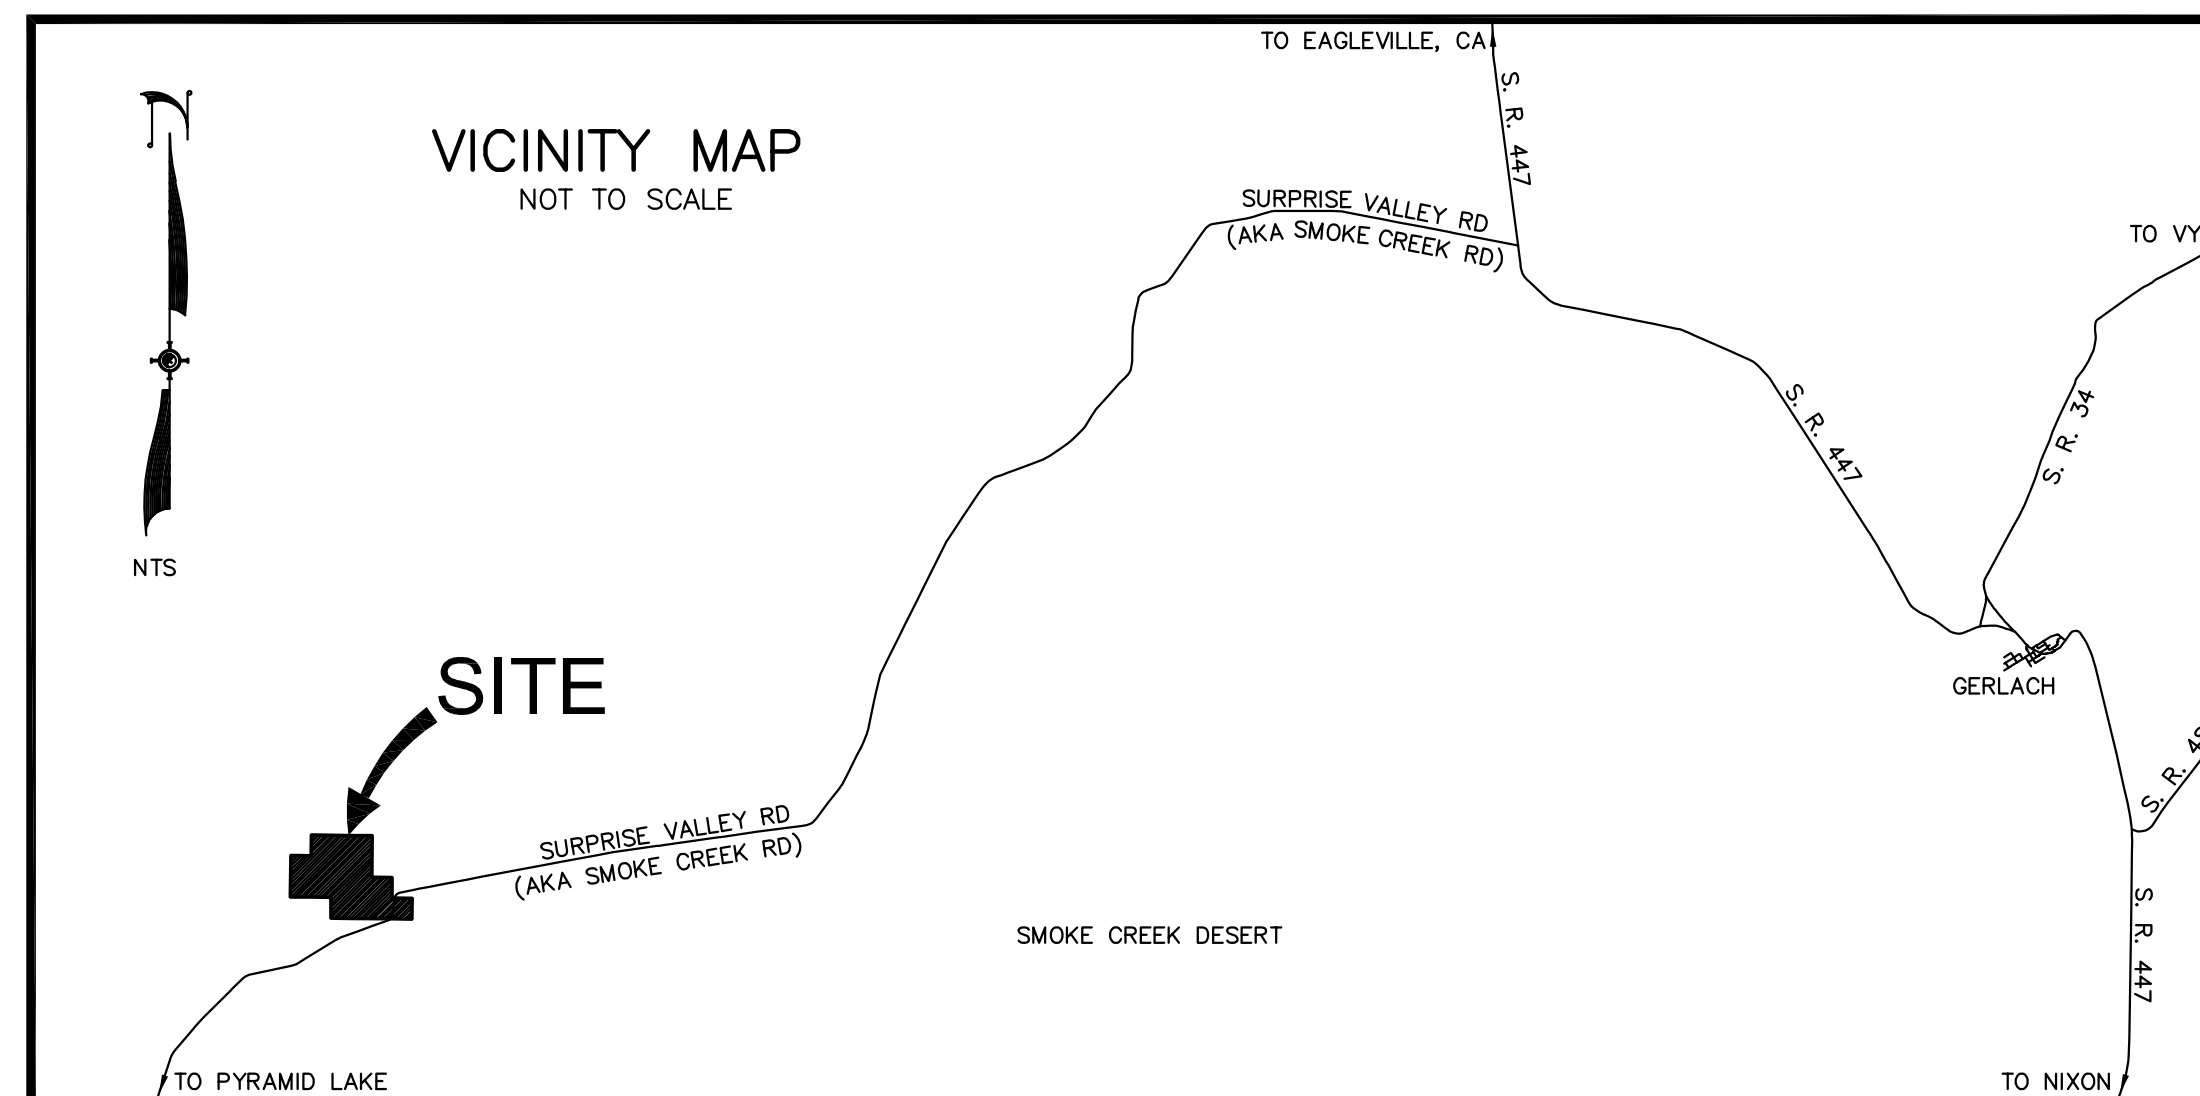 TO EAGLEVILLE, CA
S. R. 447
VICINITY MAP
NOT TO SCALE
SURPRISE VALLEY RD
(AKA SMOKE CREEK RD)
TO
S. R. 34
S. R. 447
NTS
SITE
GERLACH
S. R.
SURPRISE VALLEY RD
(AKA SMOKE CREEK RD)
SMOKE CREEK DESERT
S. R. 447
TO PYRAMID LAKE
TO NIXON